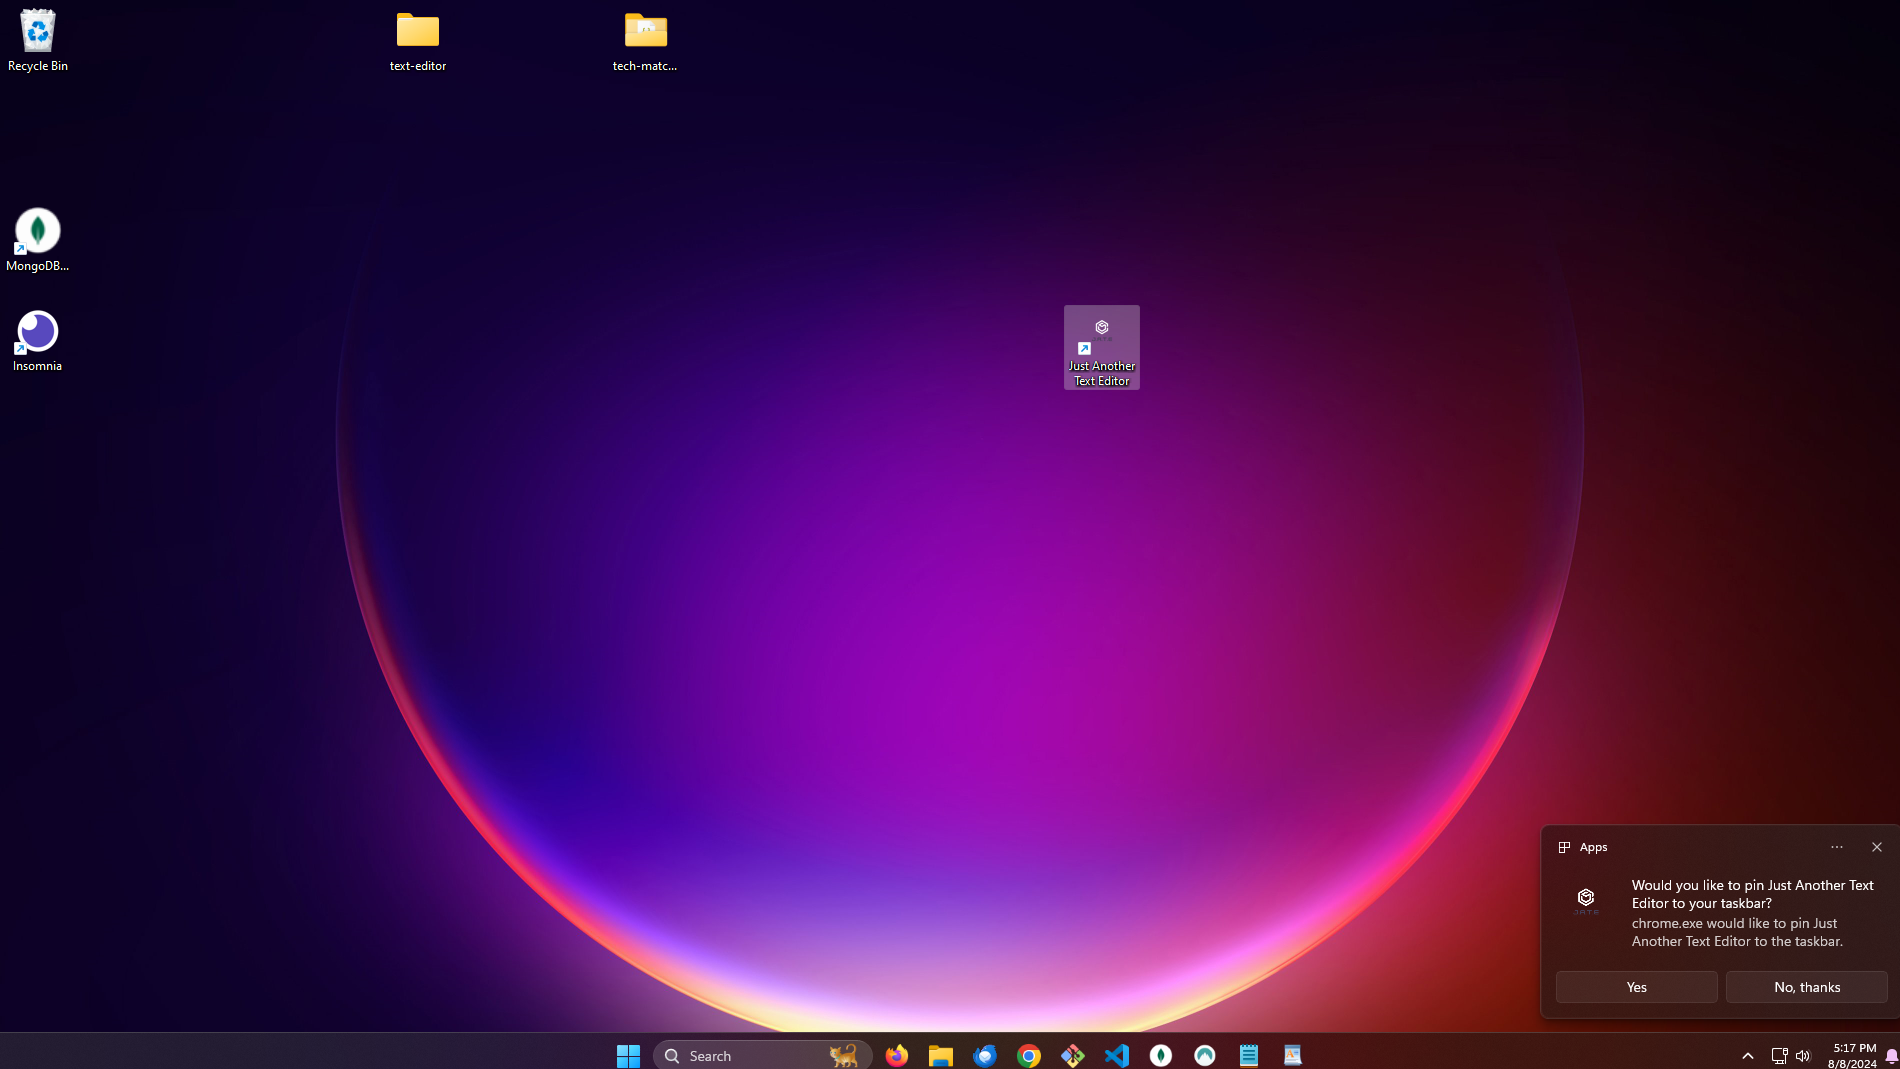 Recycle Bin
text-editor
tech-matc...
MongoDB...
Insomnia
JATE
Just Another
Text Editor
Apps
Would you like to pin Just Another Text
Editor to your taskbar?
chrome.exe would like to pin Just
Another Text Editor to the taskbar.
JATE
Yes
No, thanks
Search
5:17 PM
8/8/2024